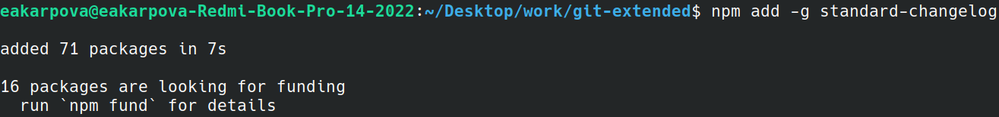 eakarpova@eakarpova-Redmi-Book-Pro-14-2022:~/Desktop/work/git-extended$ npm add -g standard-changelog
added 71 packages in 7s
16 packages are looking for funding
  run `npm fund` for details